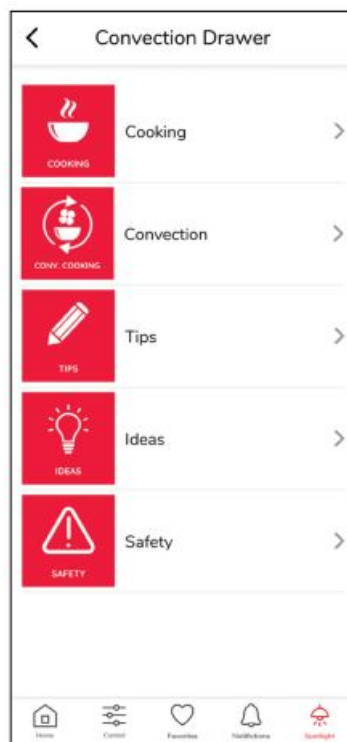 Convection Drawer
COOKING
Cooking
CONV. COOKING
Convection
TIPS
Tips
IDEAS
Ideas
SAFETY
Safety
Home
Control
Favorites
Notifications
Spotlight